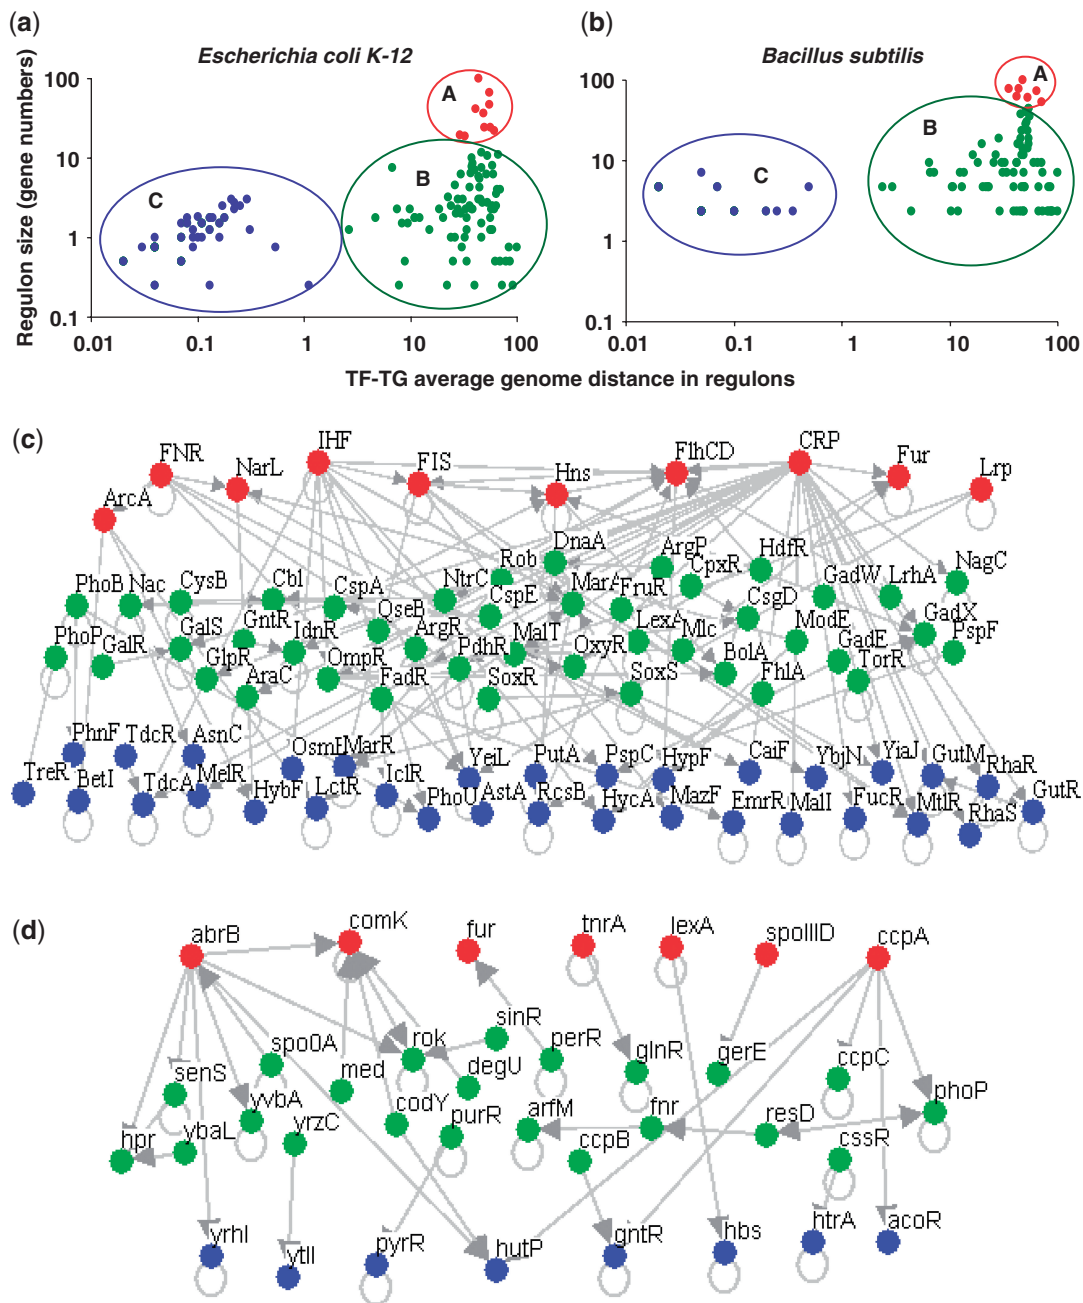 (a)
(b)
Escherichia coli K-12
Bacillus subtilis
Regulon size (gene numbers)
100
10
1
0.1
A
B
C
0.01 0.1 1 10 100
100
10
1
0.1
A
B
C
0.01 0.1 1 10 100
TF-TG average genome distance in regulons
(c)
FNR NarL IHF FIS Hns FlhCD CRP Fur Lrp
ArcA
Rob DnaA ArgP CpxR HdfR
PhoB Nac CysB Cbl CspA NtrC CspE MarA FruR CsgD GadW LrhA NagC
PhoP GalR GalS GntR IdnR QseB ArgR PdhR MalT OxyR LexA Mlc ModE GadE GadX PspF
GlpR AraC OmpR FadR SoxR SoxS BolA FhlA TorR
PhnF TdcR AsnC MarR YeiL PutA PspC HypF CaiF YbjN YiaJ GutM RhaR
TreR BetI TdcA MelR HybF LctR IclR PhoU AstA RcsB HycA MazF EmrR MalI FucR MtlR RhaS GutR
(d)
abrB comK fur tnrA lexA spoIIID ccpA
senS spo0A med rok sinR degU perR glnR gerE ccpC phoP
hpr ybaL yvbA yrzC codY purR arfM ccpB fnr resD cssR
yrhI ytlI pyrR hutP gntR hbs htrA acoR